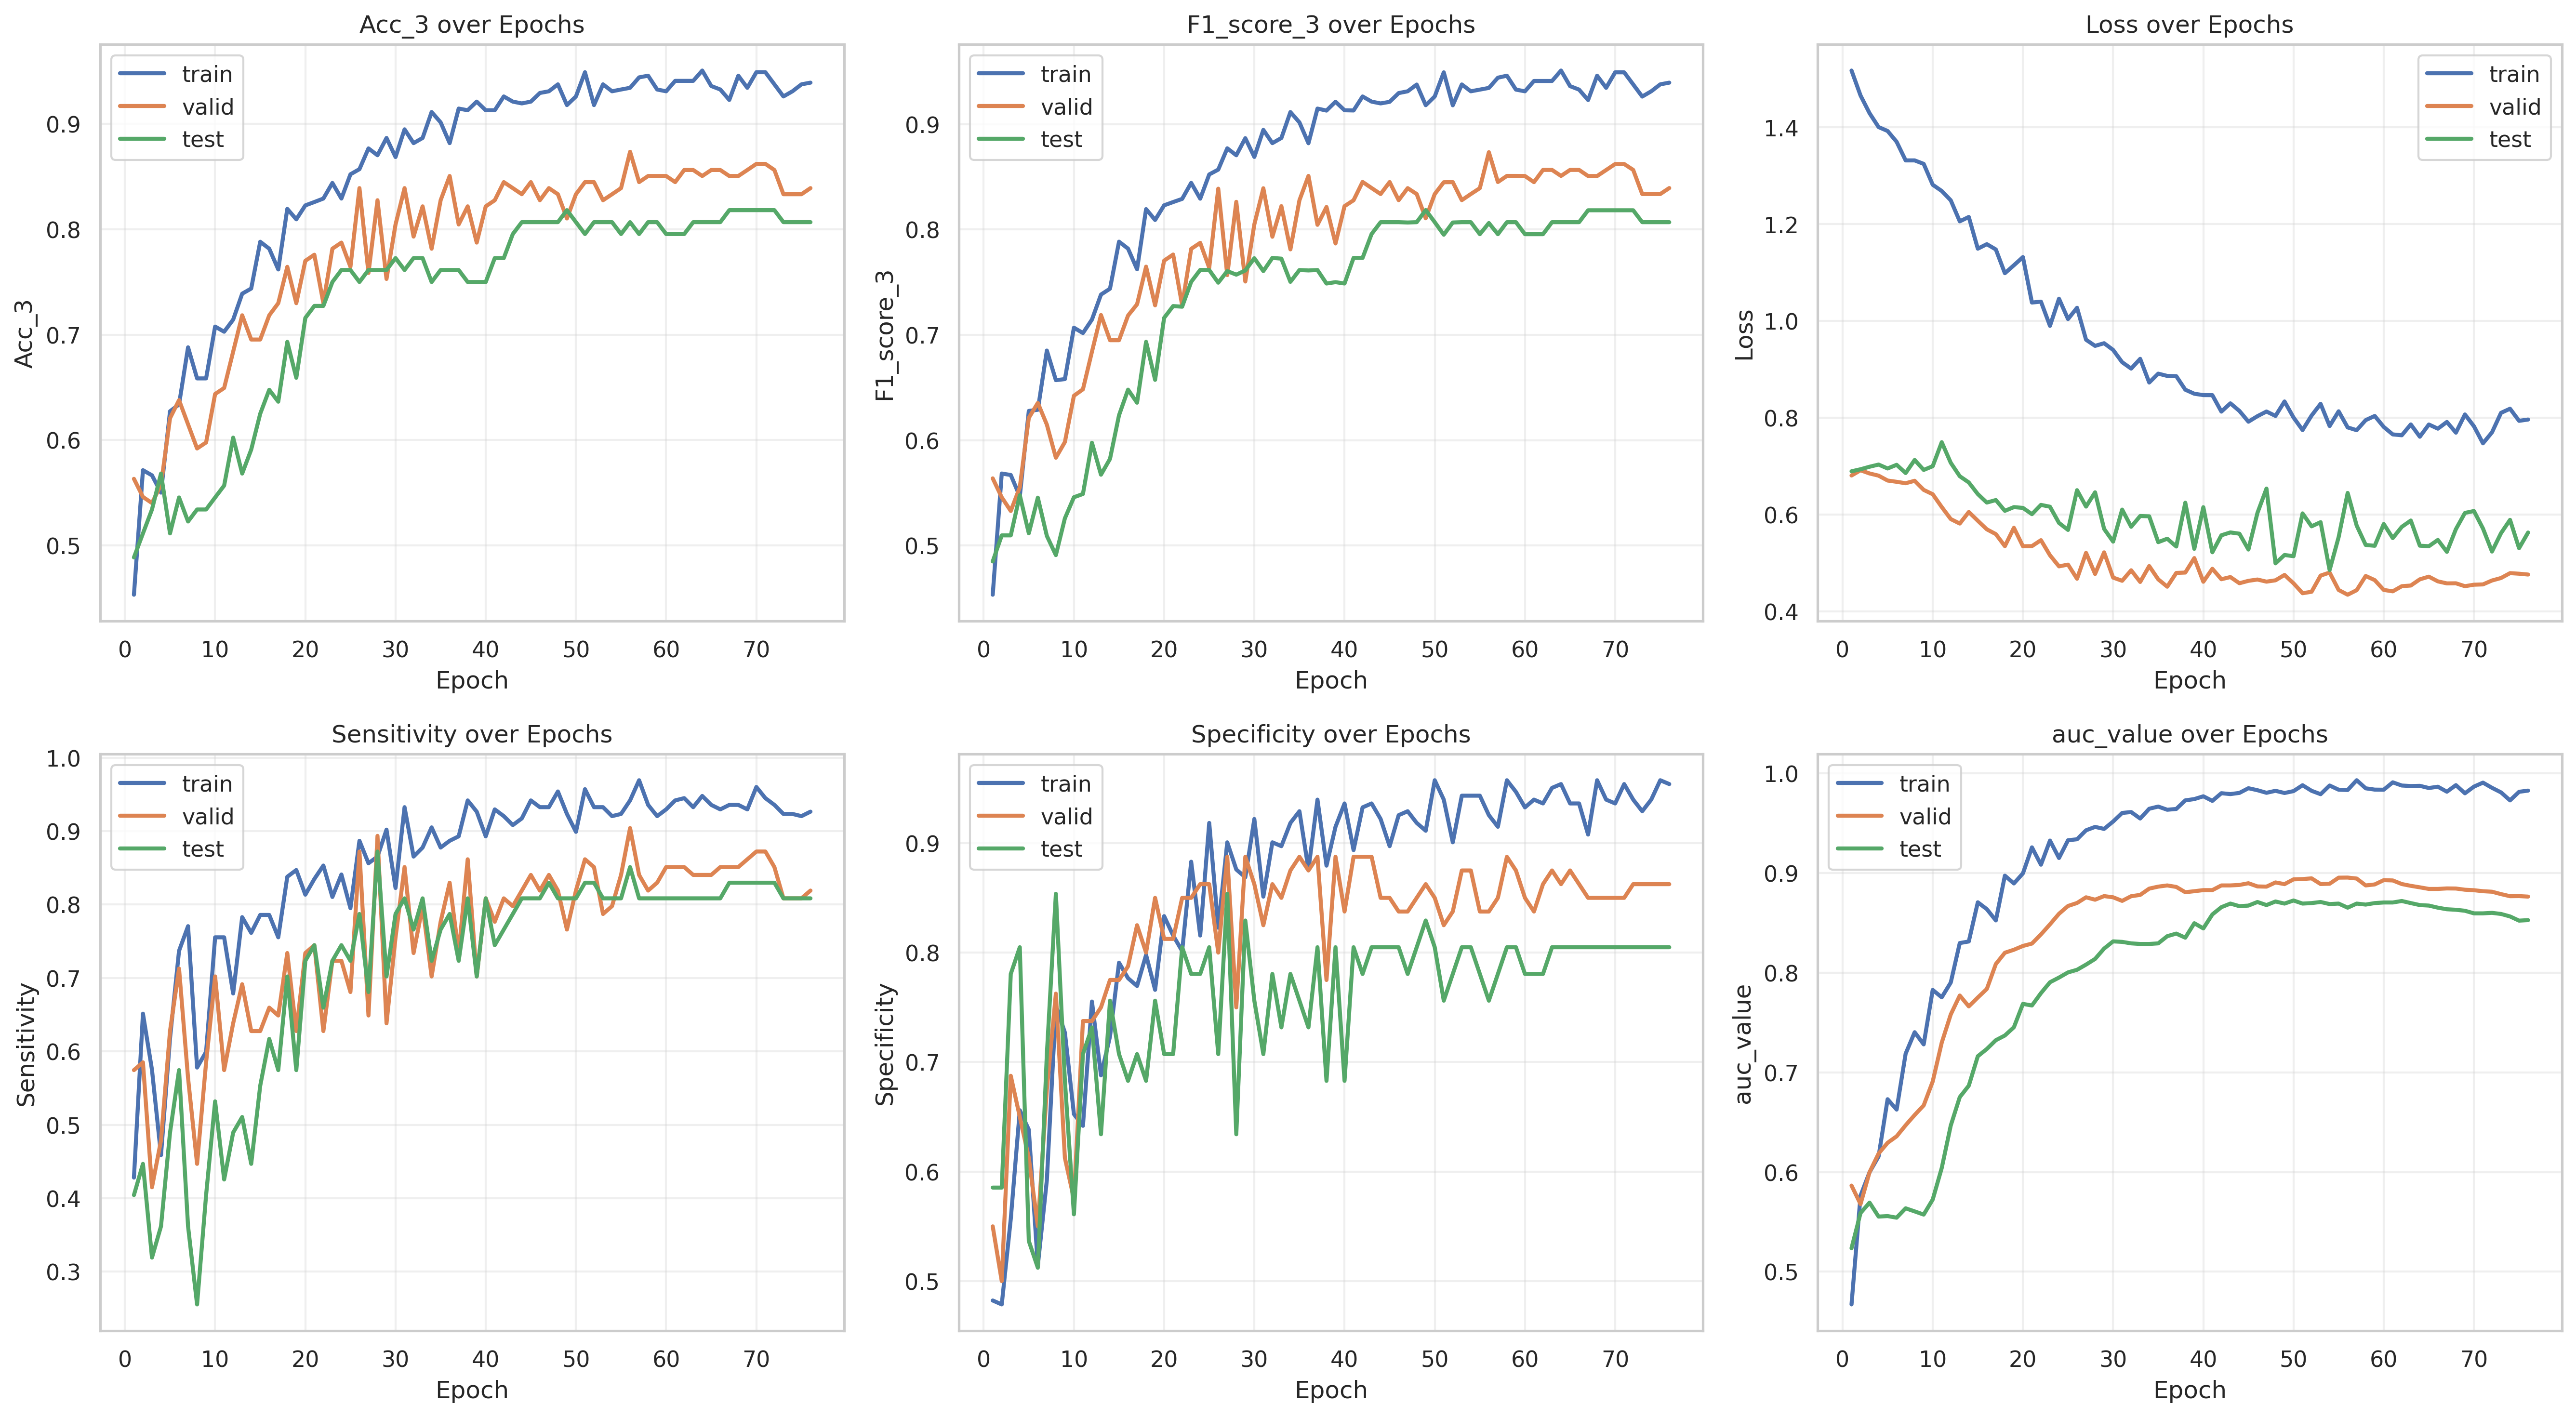 Acc_3 over Epochs
train
valid
test
Acc_3
0.9
0.8
0.7
0.6
0.5
0 10 20 30 40 50 60 70
Epoch
F1_score_3 over Epochs
train
valid
test
F1_score_3
0.9
0.8
0.7
0.6
0.5
0 10 20 30 40 50 60 70
Epoch
Loss over Epochs
train
valid
test
Loss
1.4
1.2
1.0
0.8
0.6
0.4
0 10 20 30 40 50 60 70
Epoch
Sensitivity over Epochs
train
valid
test
Sensitivity
1.0
0.9
0.8
0.7
0.6
0.5
0.4
0.3
0 10 20 30 40 50 60 70
Epoch
Specificity over Epochs
train
valid
test
Specificity
0.9
0.8
0.7
0.6
0.5
0 10 20 30 40 50 60 70
Epoch
auc_value over Epochs
train
valid
test
auc_value
1.0
0.9
0.8
0.7
0.6
0.5
0 10 20 30 40 50 60 70
Epoch